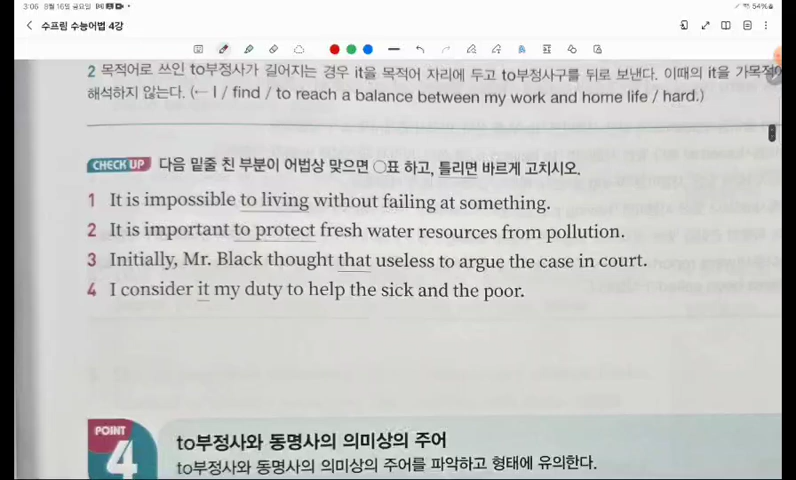 3:06 8월 16일 금요일
54%
수프림 수능어법 4강
2 목적어로 쓰인 to부정사가 길어지는 경우 it을 목적어 자리에 두고 to부정사구를 뒤로 보낸다. 이때의 it을 가목적어
해석하지 않는다. (← I / find / to reach a balance between my work and home life / hard.)
CHECK UP 다음 밑줄 친 부분이 어법상 맞으면 ○표 하고, 틀리면 바르게 고치시오.
1 It is impossible to living without failing at something.
2 It is important to protect fresh water resources from pollution.
3 Initially, Mr. Black thought that useless to argue the case in court.
4 I consider it my duty to help the sick and the poor.
POINT
4
to부정사와 동명사의 의미상의 주어
to부정사와 동명사의 의미상의 주어를 파악하고 형태에 유의한다.